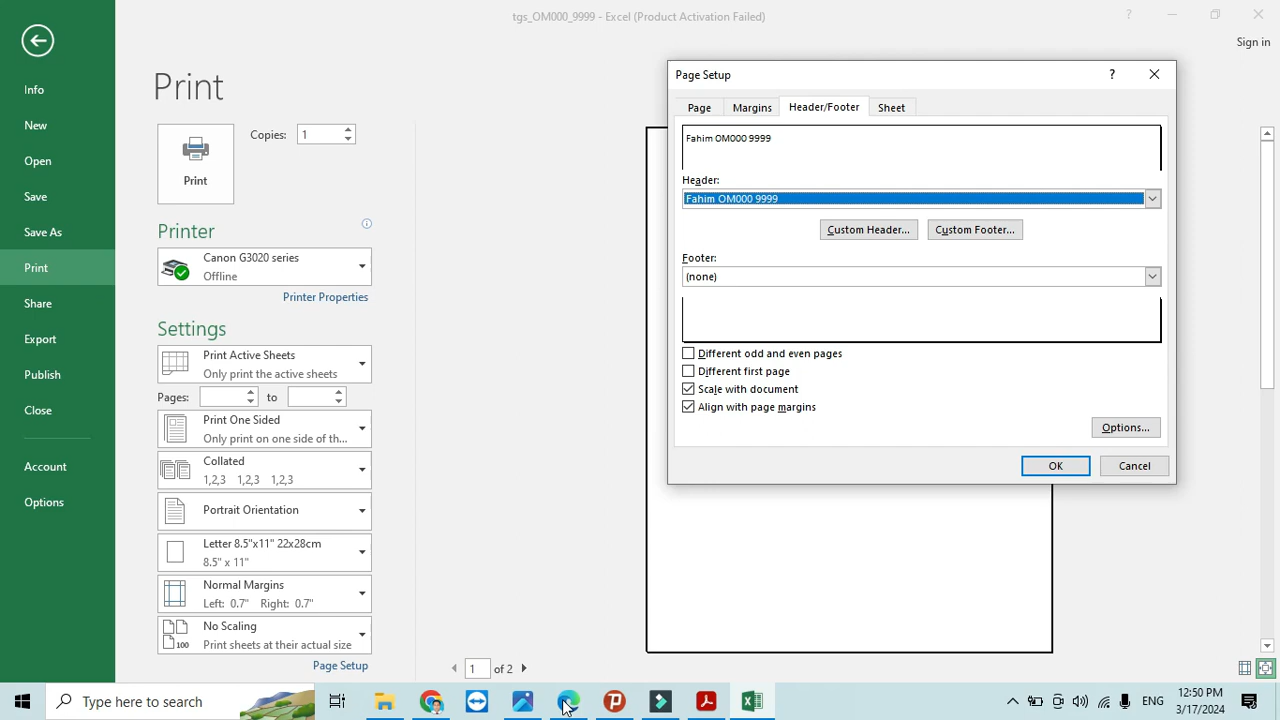 tgs_OM000_9999 - Excel (Product Activation Failed)
?
Sign in
Info
New
Open
Save
Save As
Print
Share
Export
Publish
Close
Account
Options
Print
Print
Copies: 1
Printer
Canon G3020 series
Offline
Printer Properties
Settings
Print Active Sheets
Only print the active sheets
Pages: to
Print One Sided
Only print on one side of th...
Collated
1,2,3 1,2,3 1,2,3
Portrait Orientation
Letter 8.5"x11" 22x28cm
8.5" x 11"
Normal Margins
Left: 0.7" Right: 0.7"
No Scaling
100 Print sheets at their actual size
Page Setup
Page Setup
?
Page Margins Header/Footer Sheet
Fahim OM000 9999
Header:
Fahim OM000 9999
Custom Header... Custom Footer...
Footer:
(none)
Different odd and even pages
Different first page
Scale with document
Align with page margins
Options...
OK Cancel
1 of 2
Type here to search
ENG
12:50 PM
3/17/2024